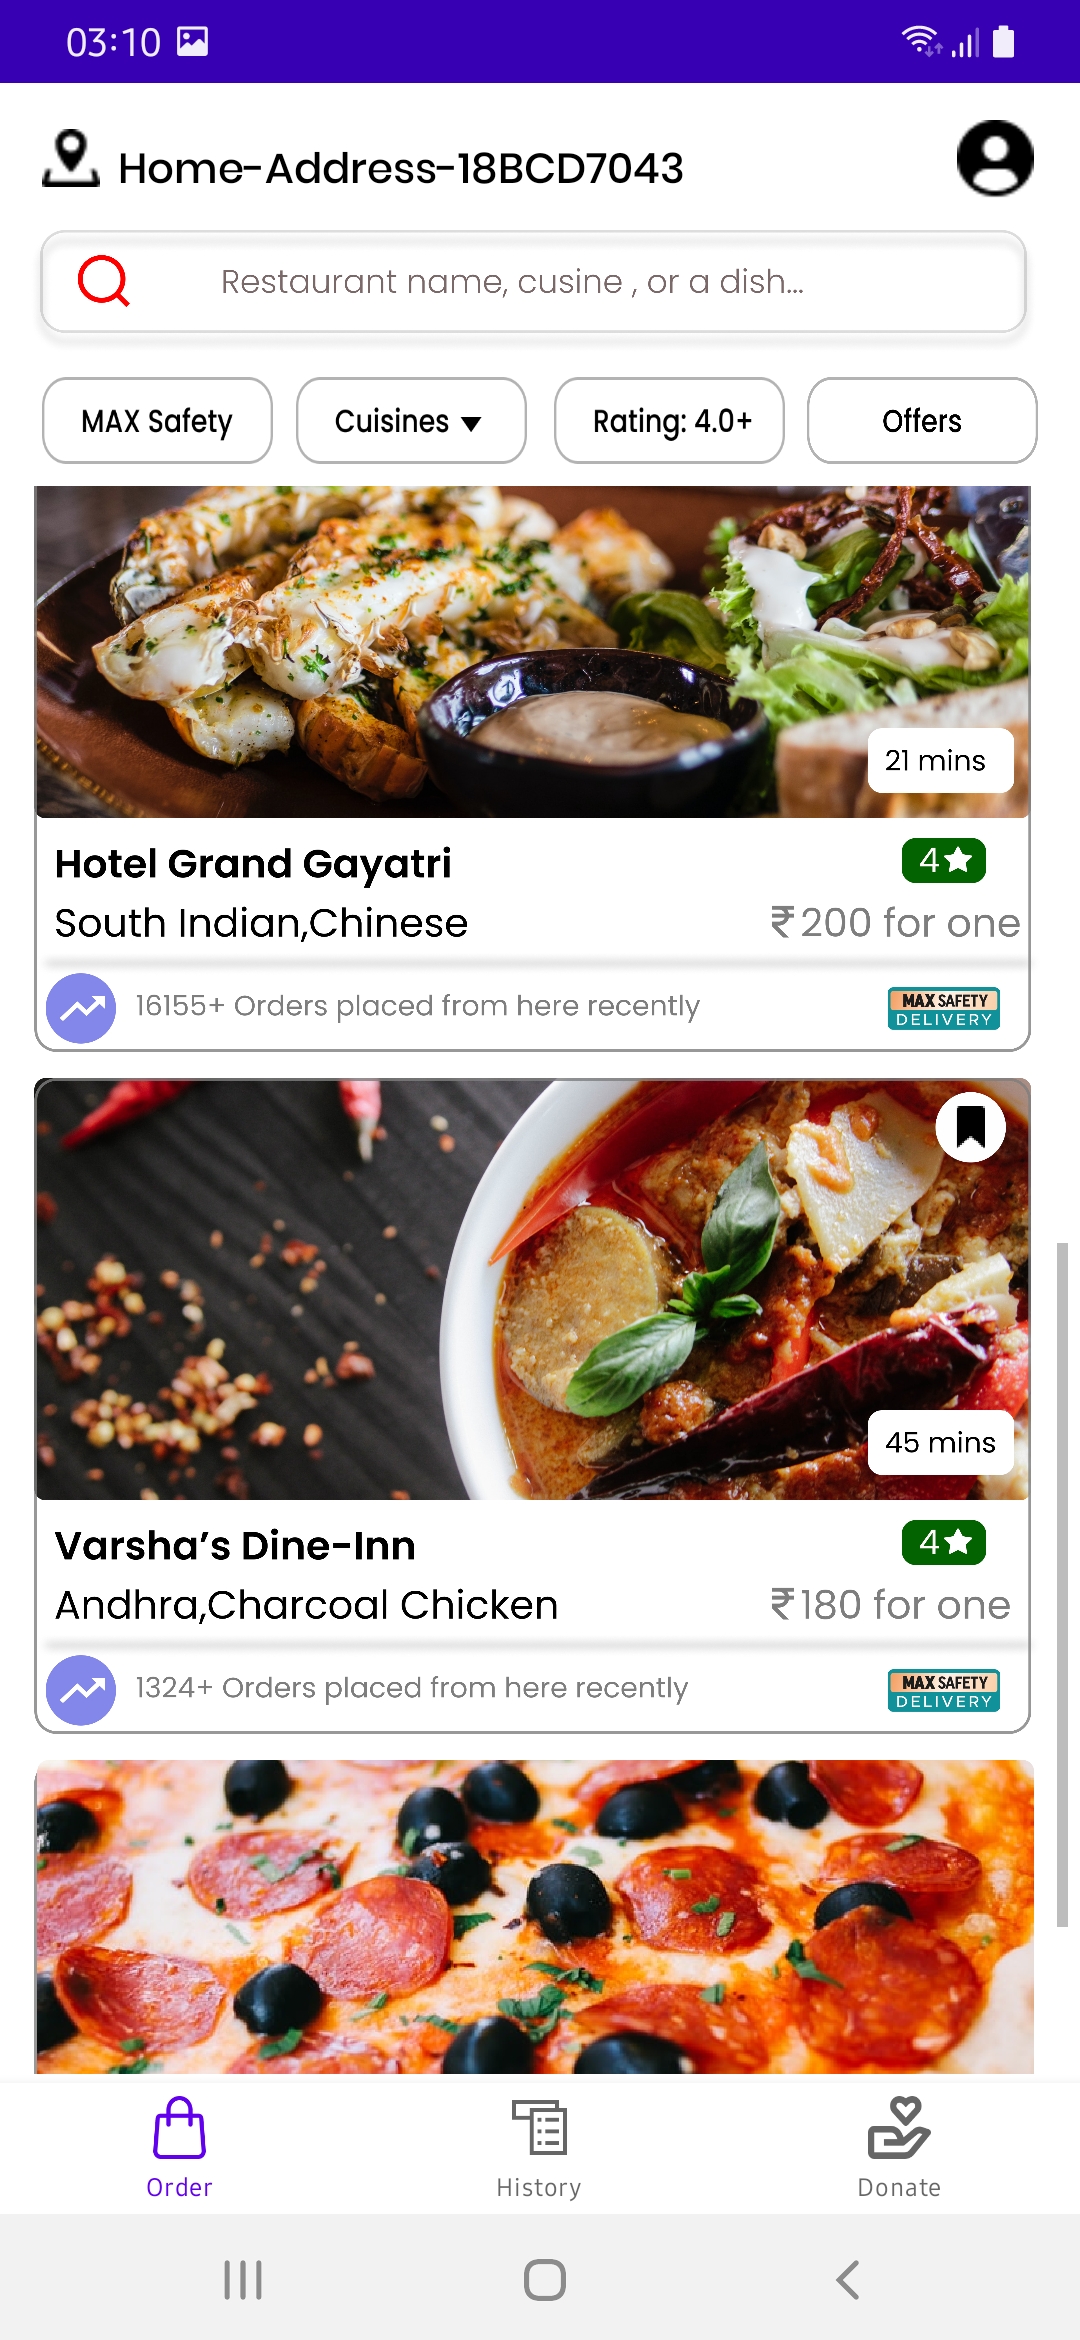 03:10
Home-Address-18BCD7043
Restaurant name, cusine , or a dish...
MAX Safety
Cuisines
Rating: 4.0+
Offers
21 mins
Hotel Grand Gayatri
4
South Indian,Chinese
₹200 for one
16155+ Orders placed from here recently
MAX SAFETY
DELIVERY
45 mins
Varsha’s Dine-Inn
4
Andhra,Charcoal Chicken
₹180 for one
1324+ Orders placed from here recently
MAX SAFETY
DELIVERY
Order
History
Donate